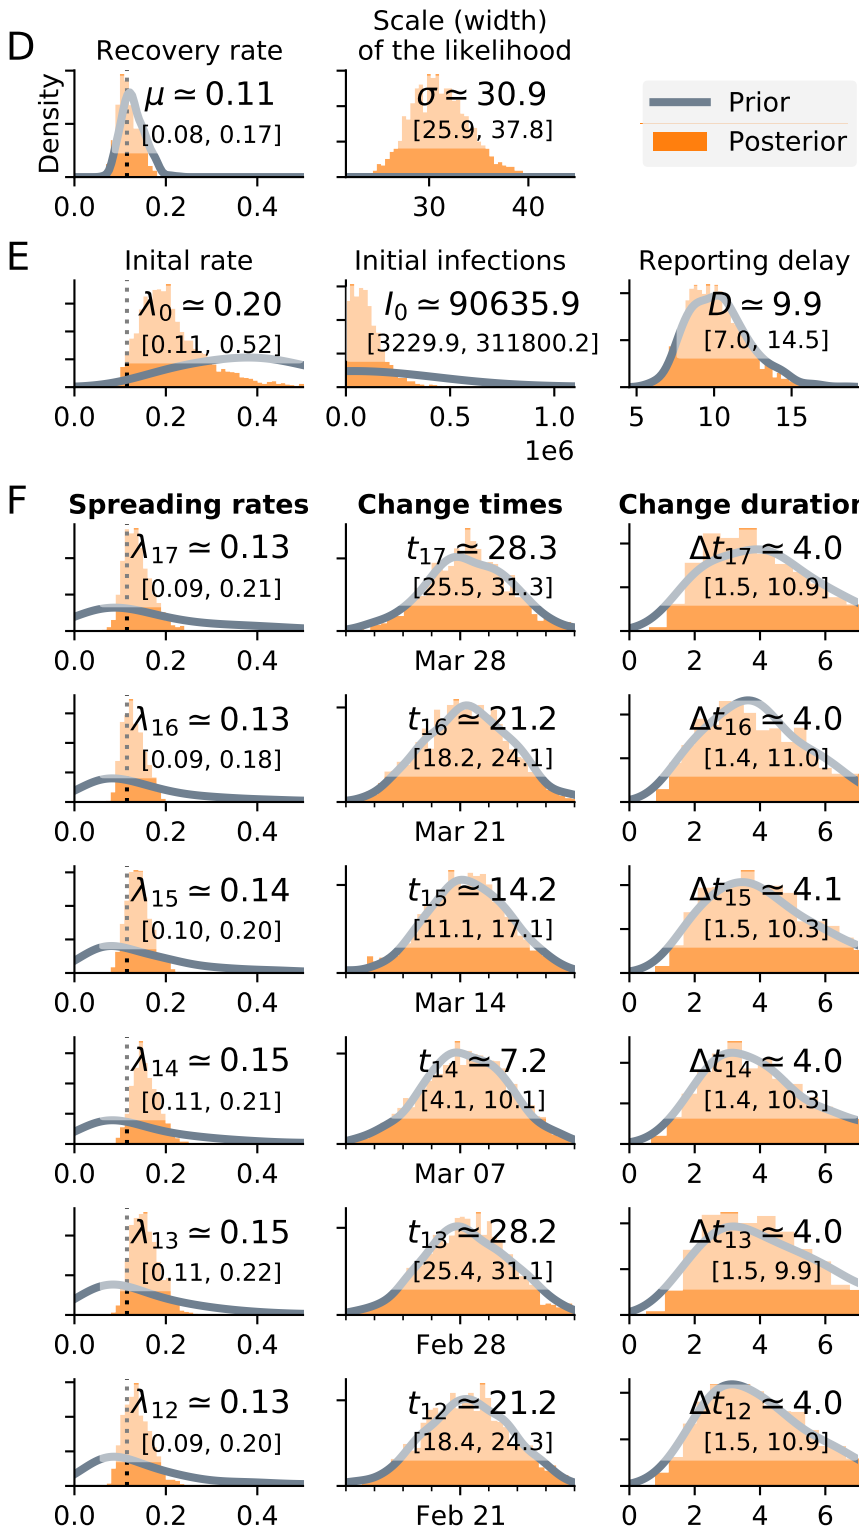 D
Recovery rate
Scale (width)
of the likelihood
Density
μ ≃ 0.11
[0.08, 0.17]
0.0 0.2 0.4
σ ≃ 30.9
[25.9, 37.8]
30 40
Prior
Posterior
E
Inital rate
λ0 ≃ 0.20
[0.11, 0.52]
0.0 0.2 0.4
Initial infections
I0 ≃ 90635.9
[3229.9, 311800.2]
0.0 0.5 1.0
1e6
Reporting delay
D ≃ 9.9
[7.0, 14.5]
5 10 15
F
Spreading rates
Change times
Change duration
λ17 ≃ 0.13
[0.09, 0.21]
0.0 0.2 0.4
t17 ≃ 28.3
[25.5, 31.3]
Mar 28
Δt17 ≃ 4.0
[1.5, 10.9]
0 2 4 6
λ16 ≃ 0.13
[0.09, 0.18]
0.0 0.2 0.4
t16 ≃ 21.2
[18.2, 24.1]
Mar 21
Δt16 ≃ 4.0
[1.4, 11.0]
0 2 4 6
λ15 ≃ 0.14
[0.10, 0.20]
0.0 0.2 0.4
t15 ≃ 14.2
[11.1, 17.1]
Mar 14
Δt15 ≃ 4.1
[1.5, 10.3]
0 2 4 6
λ14 ≃ 0.15
[0.11, 0.21]
0.0 0.2 0.4
t14 ≃ 7.2
[4.1, 10.1]
Mar 07
Δt14 ≃ 4.0
[1.4, 10.3]
0 2 4 6
λ13 ≃ 0.15
[0.11, 0.22]
0.0 0.2 0.4
t13 ≃ 28.2
[25.4, 31.1]
Feb 28
Δt13 ≃ 4.0
[1.5, 9.9]
0 2 4 6
λ12 ≃ 0.13
[0.09, 0.20]
0.0 0.2 0.4
t12 ≃ 21.2
[18.4, 24.3]
Feb 21
Δt12 ≃ 4.0
[1.5, 10.9]
0 2 4 6